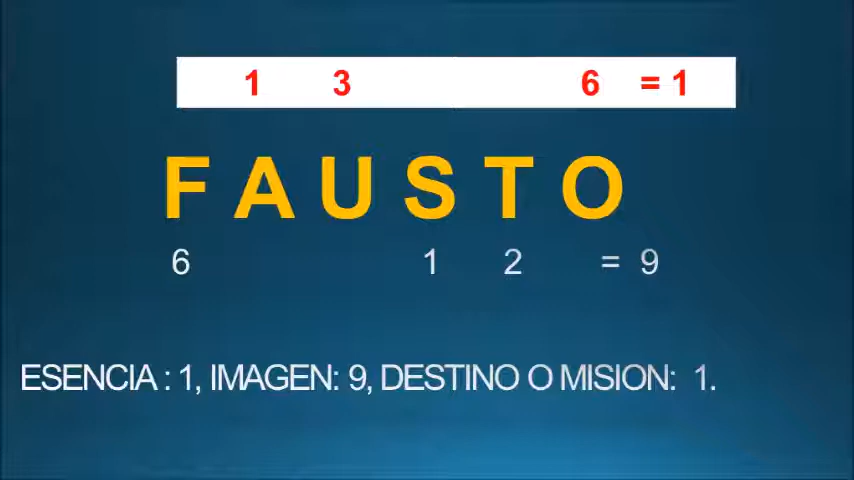 1 3 6 = 1
F A U S T O
6 1 2 = 9
ESENCIA : 1, IMAGEN: 9, DESTINO O MISION: 1.